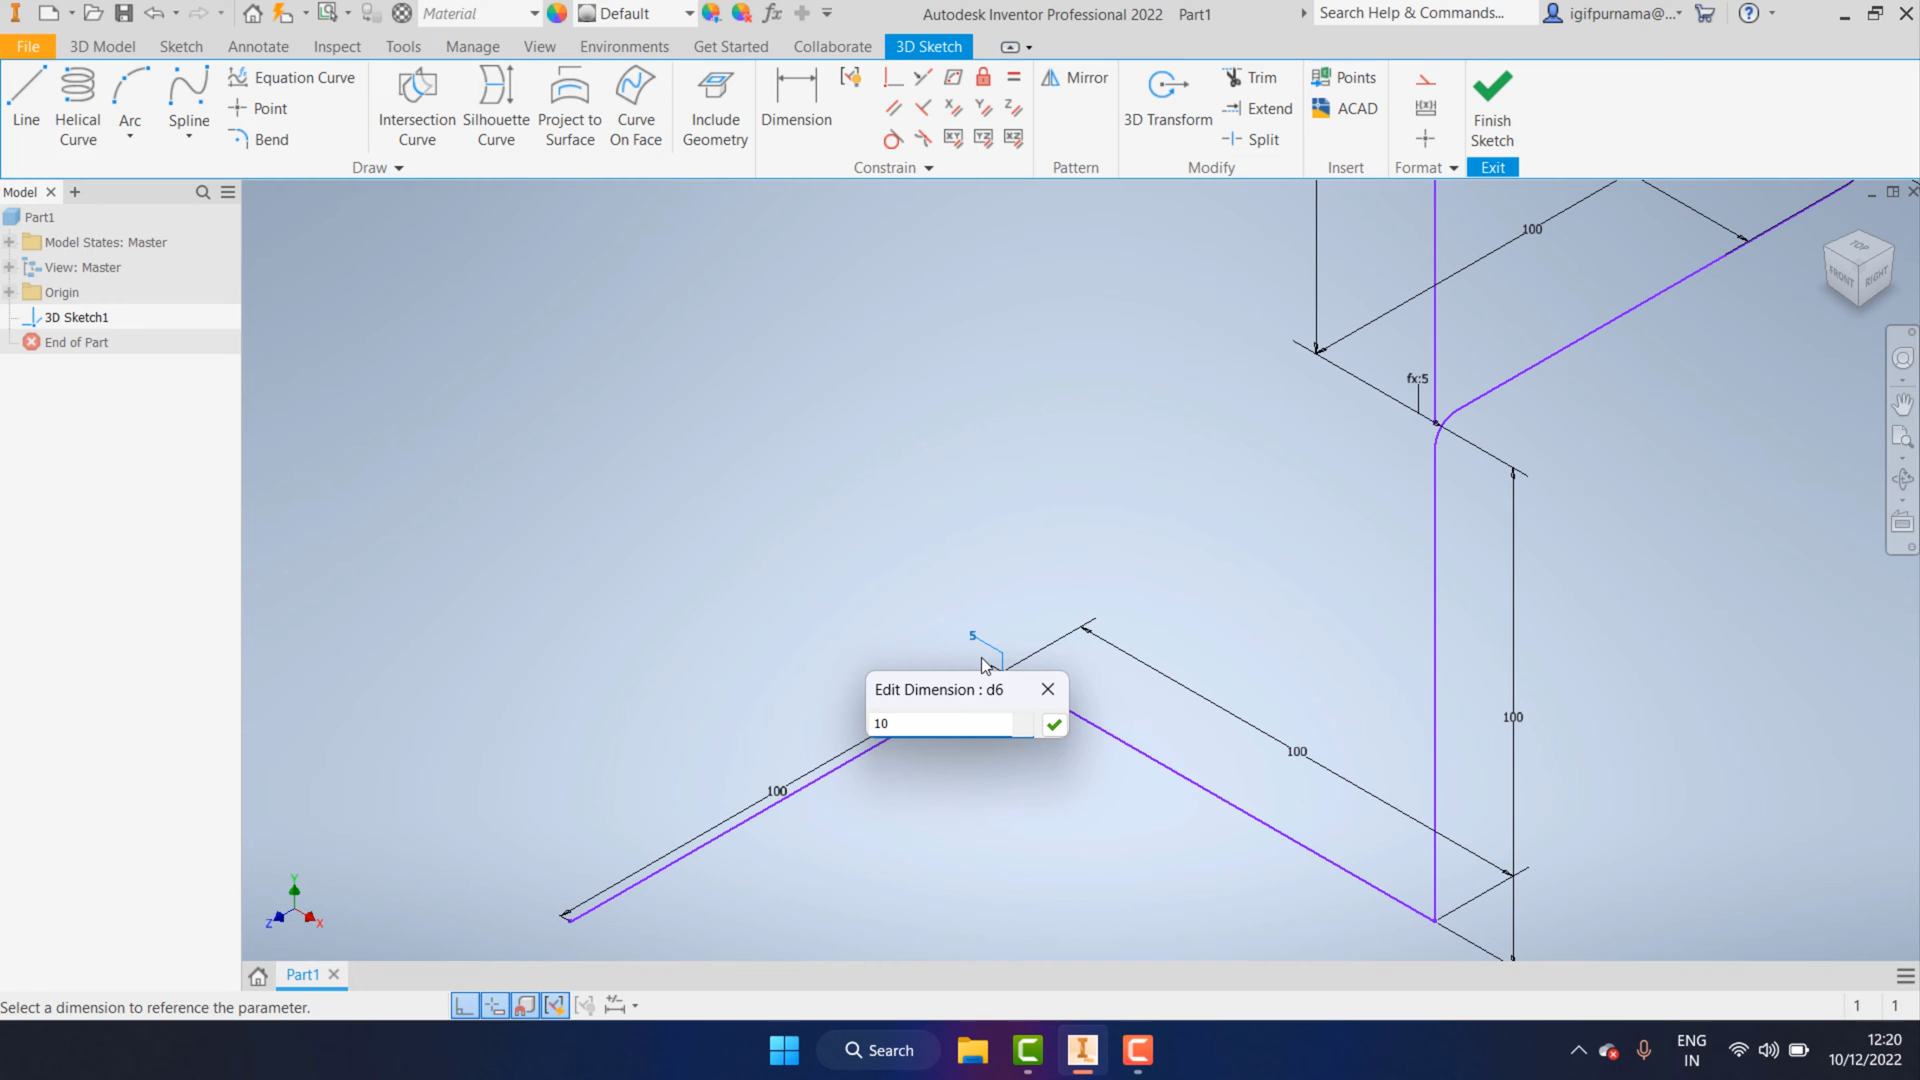 Material
Default
fx
Autodesk Inventor Professional 2022 Part1
Search Help & Commands...
igifpurnama@...
File 3D Model Sketch Annotate Inspect Tools Manage View Environments Get Started Collaborate 3D Sketch
Line
Helical Curve
Arc
Spline
Equation Curve
Point
Bend
Intersection Curve
Silhouette Curve
Project to Surface
Curve On Face
Include Geometry
Dimension
Mirror
3D Transform
Trim
Extend
Split
Points
ACAD
Finish Sketch
Draw
Constrain
Pattern
Modify
Insert
Format
Exit
Model
Part1
Model States: Master
View: Master
Origin
3D Sketch1
End of Part
TOP
FRONT
RIGHT
100
fx:5
5
Edit Dimension : d6
10
100
100
100
Y
Z
X
Part1
Select a dimension to reference the parameter.
1 1
Search
ENG
IN
12:20
10/12/2022